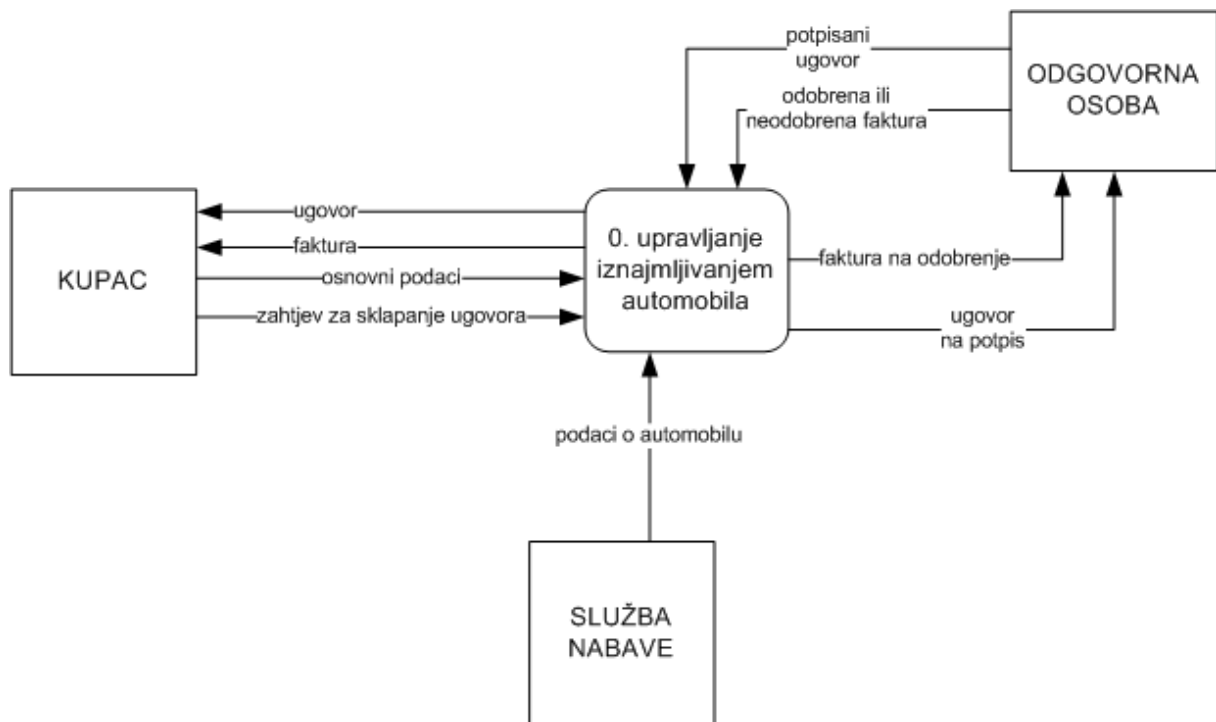 potpisani
ugovor
ODGOVORNA
OSOBA
odobrena ili
neodobrena faktura
KUPAC
ugovor
faktura
osnovni podaci
zahtjev za sklapanje ugovora
0. upravljanje
iznajmljivanjem
automobila
faktura na odobrenje
ugovor
na potpis
podaci o automobilu
SLUŽBA
NABAVE